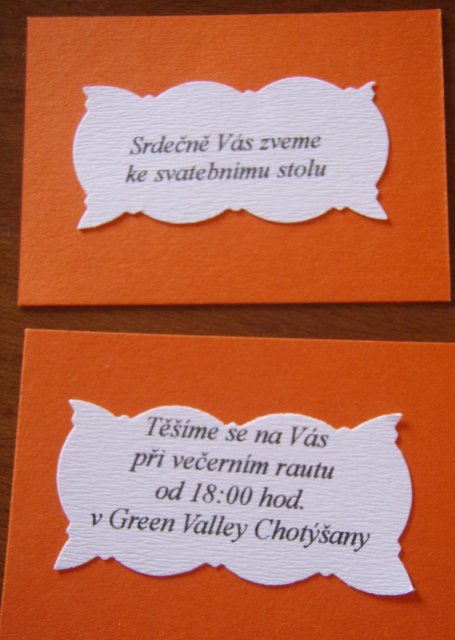 Srdečně Vás zveme
ke svatebnímu stolu
Těšíme se na Vás
při večerním rautu
od 18:00 hod.
v Green Valley Chotýšany